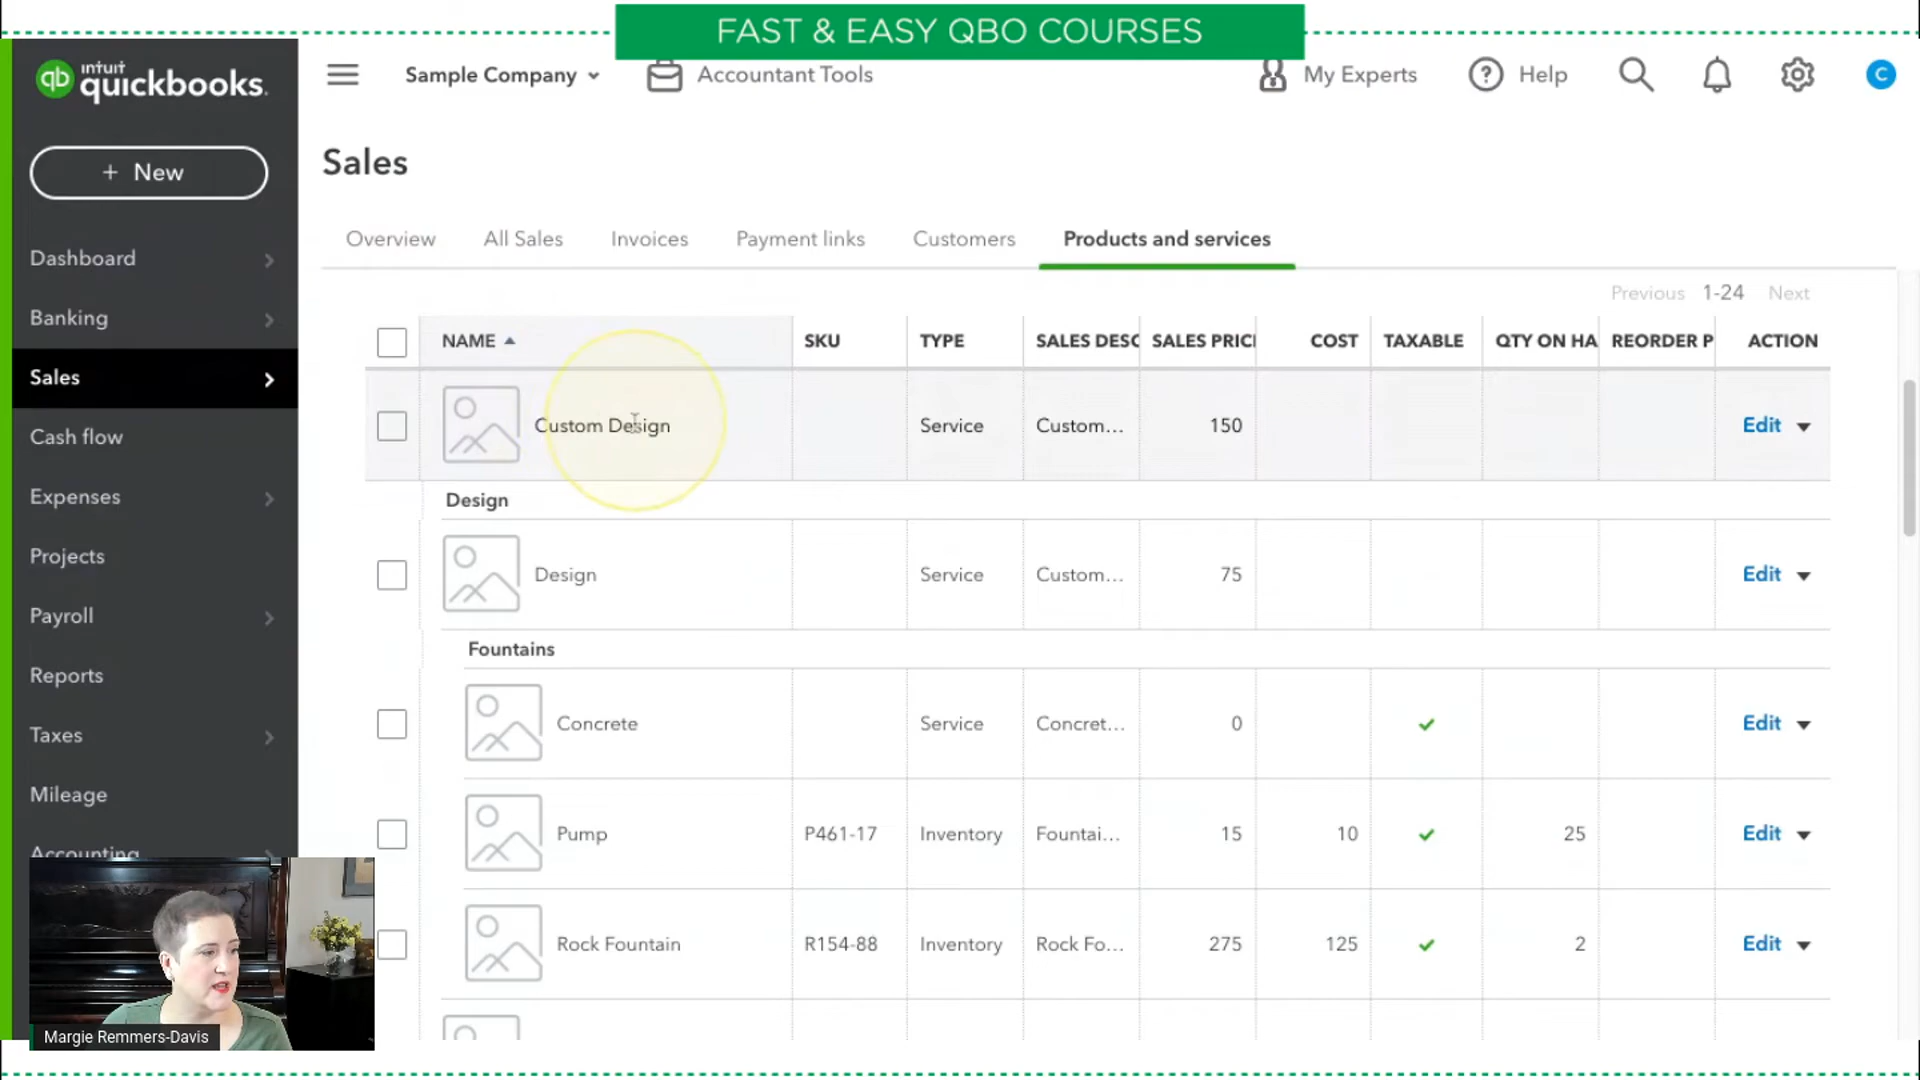 FAST & EASY QBO COURSES
qb intuit quickbooks.
Sample Company
Accountant Tools
My Experts
Help
C
+ New
Dashboard
Banking
Sales
Cash flow
Expenses
Projects
Payroll
Reports
Taxes
Mileage
Accounting
Sales
Overview All Sales Invoices Payment links Customers Products and services
Previous 1-24 Next
NAME SKU TYPE SALES DESC SALES PRICI COST TAXABLE QTY ON HA REORDER P ACTION
Custom Design Service Custom... 150 Edit
Design
Design Service Custom... 75 Edit
Fountains
Concrete Service Concret... 0 Edit
Pump P461-17 Inventory Fountai... 15 10 25 Edit
Rock Fountain R154-88 Inventory Rock Fo... 275 125 2 Edit
Margie Remmers-Davis